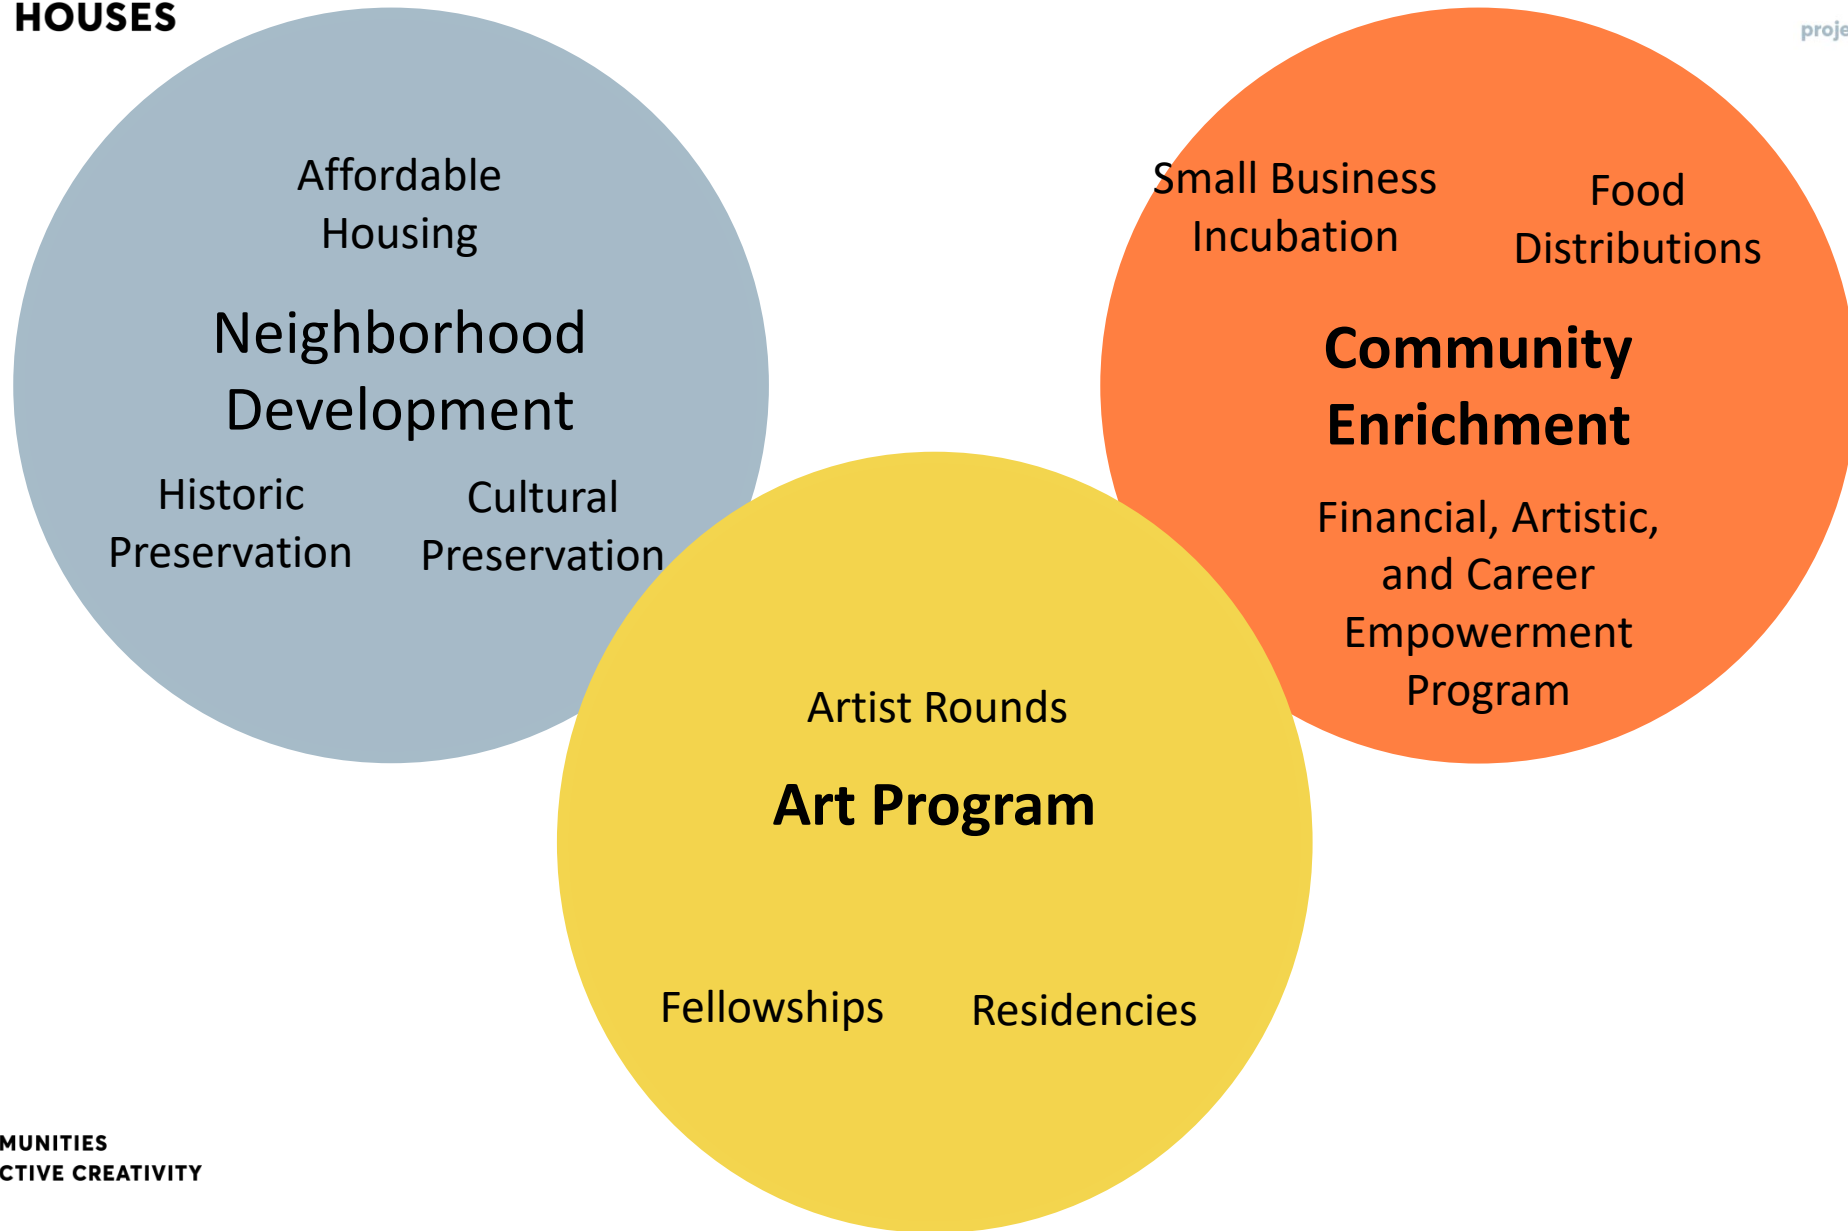 HOUSES
Affordable
Housing
Neighborhood
Development
Historic
Preservation
Cultural
Preservation
Small Business
Incubation
Food
Distributions
Community
Enrichment
Financial, Artistic,
and Career
Empowerment
Program
Artist Rounds
Art Program
Fellowships
Residencies
MUNITIES
CTIVE CREATIVITY